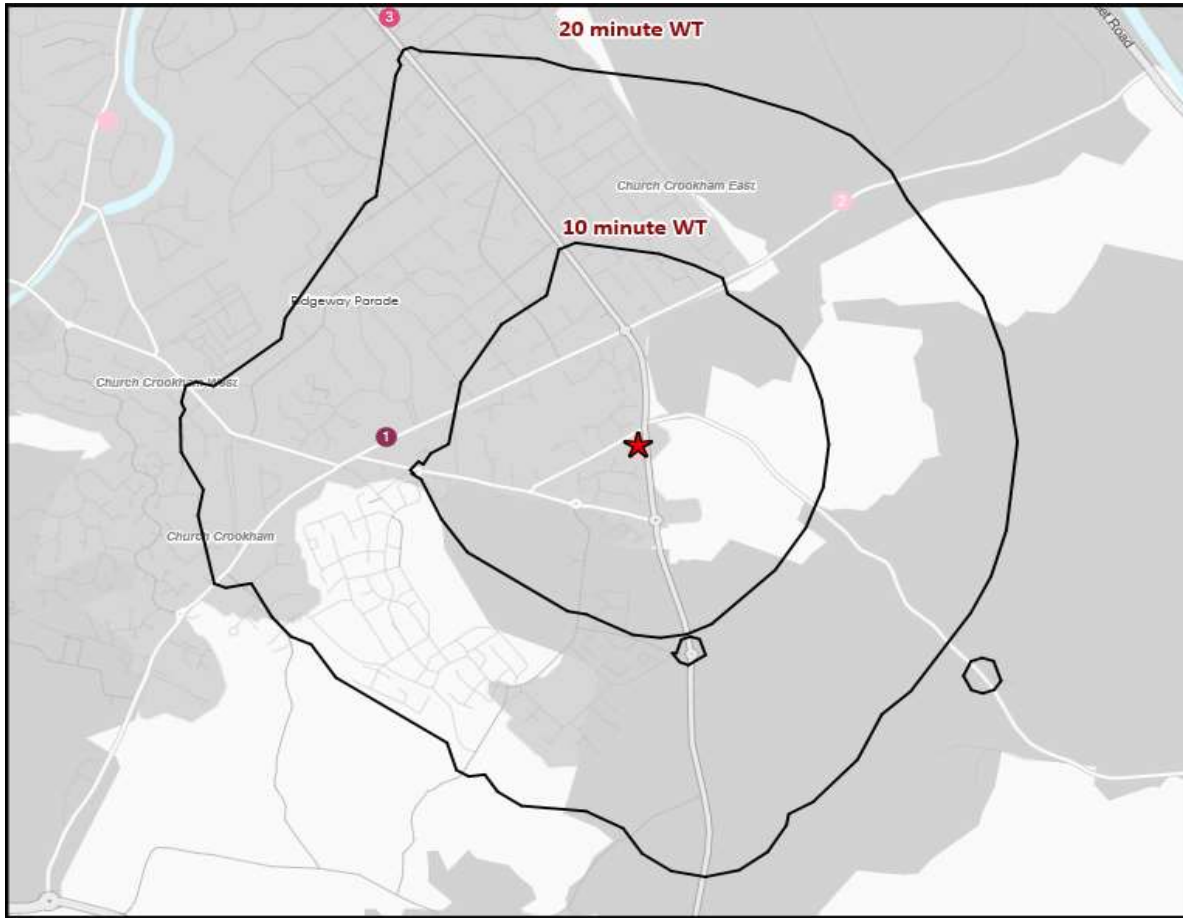 3
20 minute WT
Road
Church Crookham East
2
10 minute WT
Ridgeway Parade
Church Crookham West
1
Church Crookham